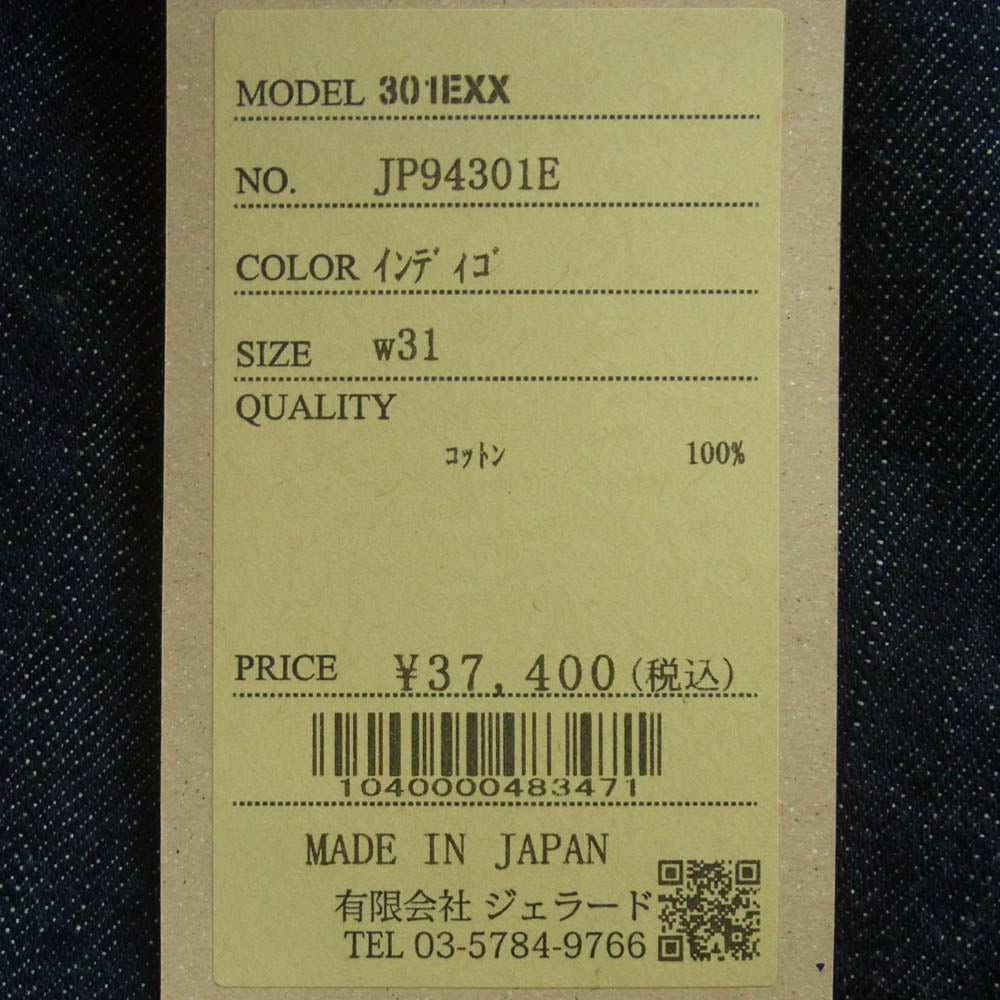 MODEL 301EXX
NO. JP94301E
COLOR ｲﾝﾃﾞｨｺﾞ
SIZE w31
QUALITY
ｺｯﾄﾝ 100%
PRICE ¥37,400(税込)
1040000483471
MADE IN JAPAN
有限会社 ジェラード
TEL 03-5784-9766